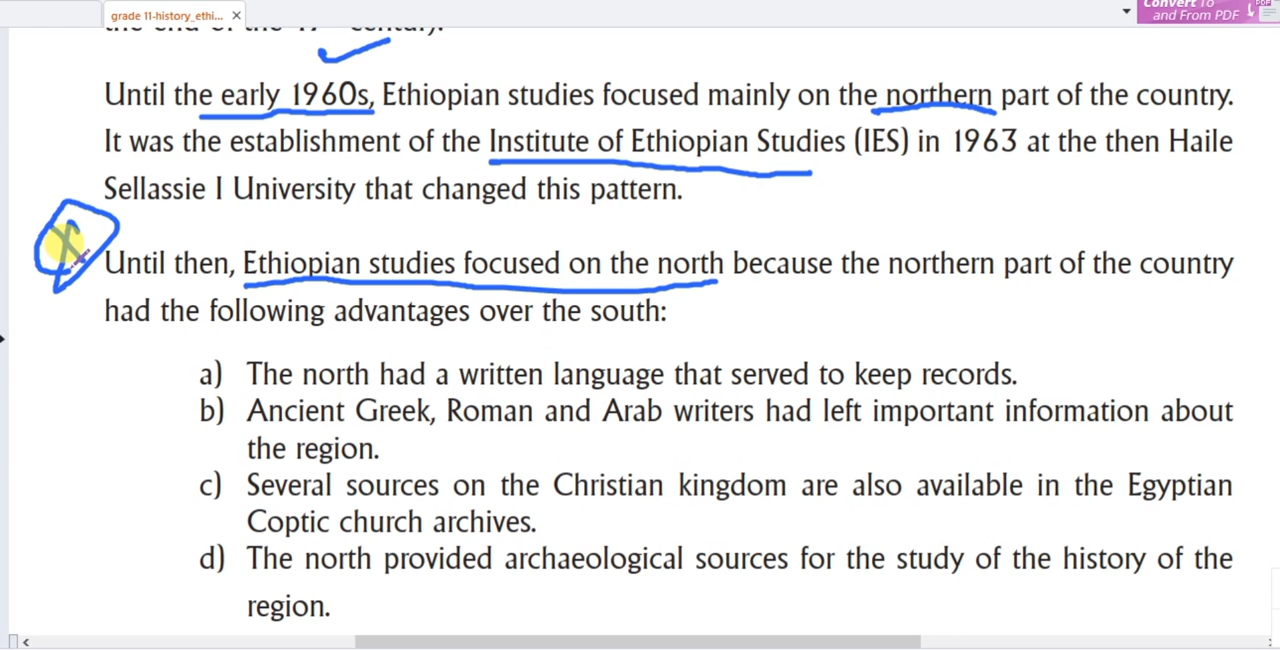 grade 11-history_ethi...
Convert To
and From PDF
the end of the 19th century.
Until the early 1960s, Ethiopian studies focused mainly on the northern part of the country.
It was the establishment of the Institute of Ethiopian Studies (IES) in 1963 at the then Haile
Sellassie I University that changed this pattern.
Until then, Ethiopian studies focused on the north because the northern part of the country
had the following advantages over the south:
a) The north had a written language that served to keep records.
b) Ancient Greek, Roman and Arab writers had left important information about
the region.
c) Several sources on the Christian kingdom are also available in the Egyptian
Coptic church archives.
d) The north provided archaeological sources for the study of the history of the
region.